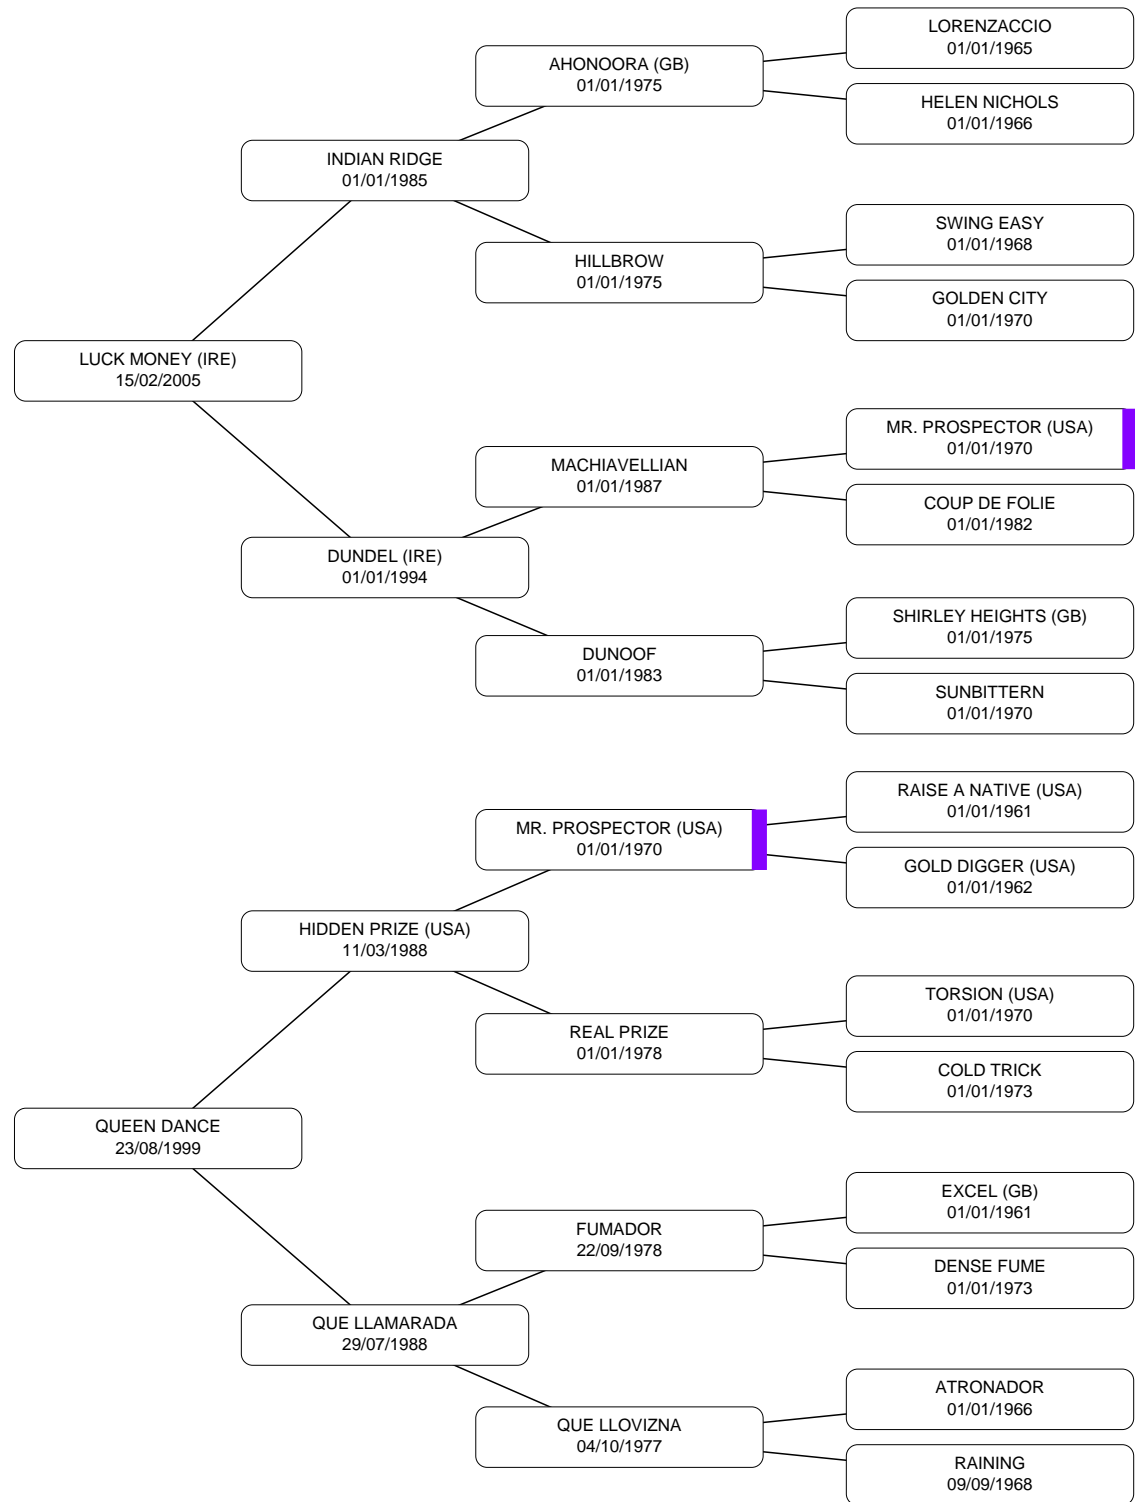 LORENZACCIO
01/01/1965
AHONOORA (GB)
01/01/1975
HELEN NICHOLS
01/01/1966
INDIAN RIDGE
01/01/1985
SWING EASY
01/01/1968
HILLBROW
01/01/1975
GOLDEN CITY
01/01/1970
LUCK MONEY (IRE)
15/02/2005
MR. PROSPECTOR (USA)
01/01/1970
MACHIAVELLIAN
01/01/1987
COUP DE FOLIE
01/01/1982
DUNDEL (IRE)
01/01/1994
SHIRLEY HEIGHTS (GB)
01/01/1975
DUNOOF
01/01/1983
SUNBITTERN
01/01/1970
RAISE A NATIVE (USA)
01/01/1961
MR. PROSPECTOR (USA)
01/01/1970
GOLD DIGGER (USA)
01/01/1962
HIDDEN PRIZE (USA)
11/03/1988
TORSION (USA)
01/01/1970
REAL PRIZE
01/01/1978
COLD TRICK
01/01/1973
QUEEN DANCE
23/08/1999
EXCEL (GB)
01/01/1961
FUMADOR
22/09/1978
DENSE FUME
01/01/1973
QUE LLAMARADA
29/07/1988
ATRONADOR
01/01/1966
QUE LLOVIZNA
04/10/1977
RAINING
09/09/1968